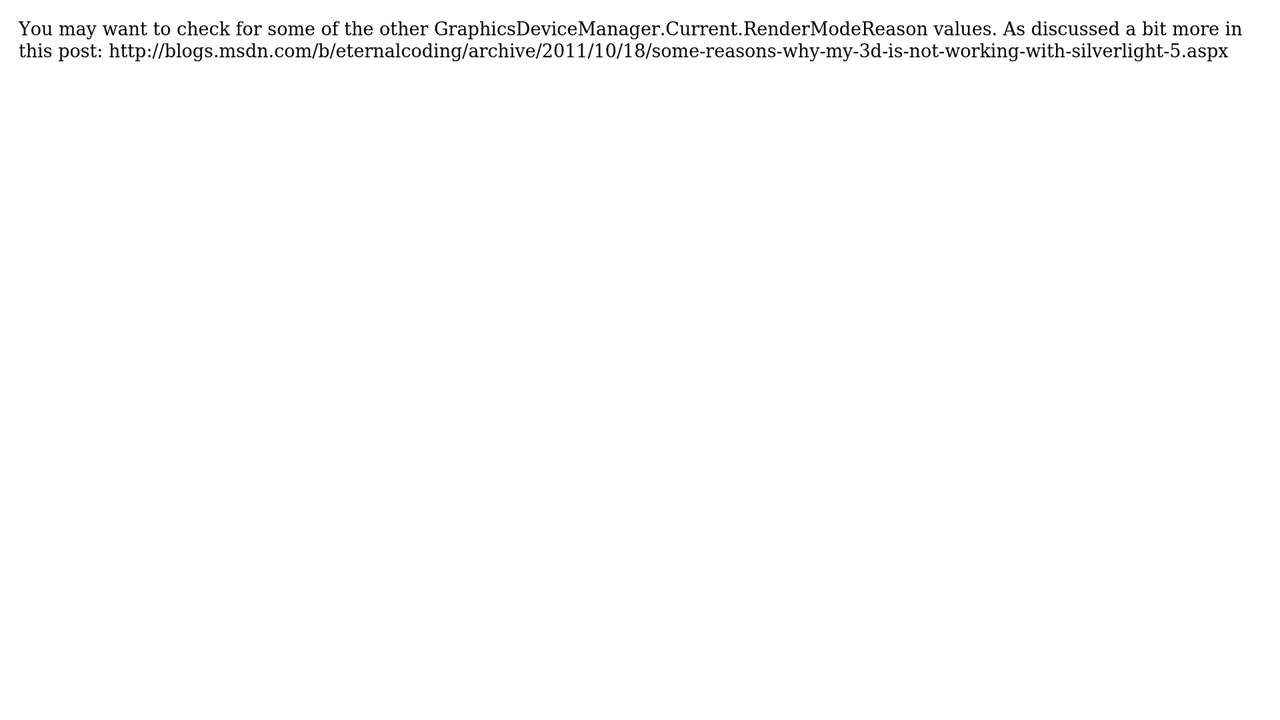 You may want to check for some of the other GraphicsDeviceManager.Current.RenderModeReason values. As discussed a bit more in
this post: http://blogs.msdn.com/b/eternalcoding/archive/2011/10/18/some-reasons-why-my-3d-is-not-working-with-silverlight-5.aspx